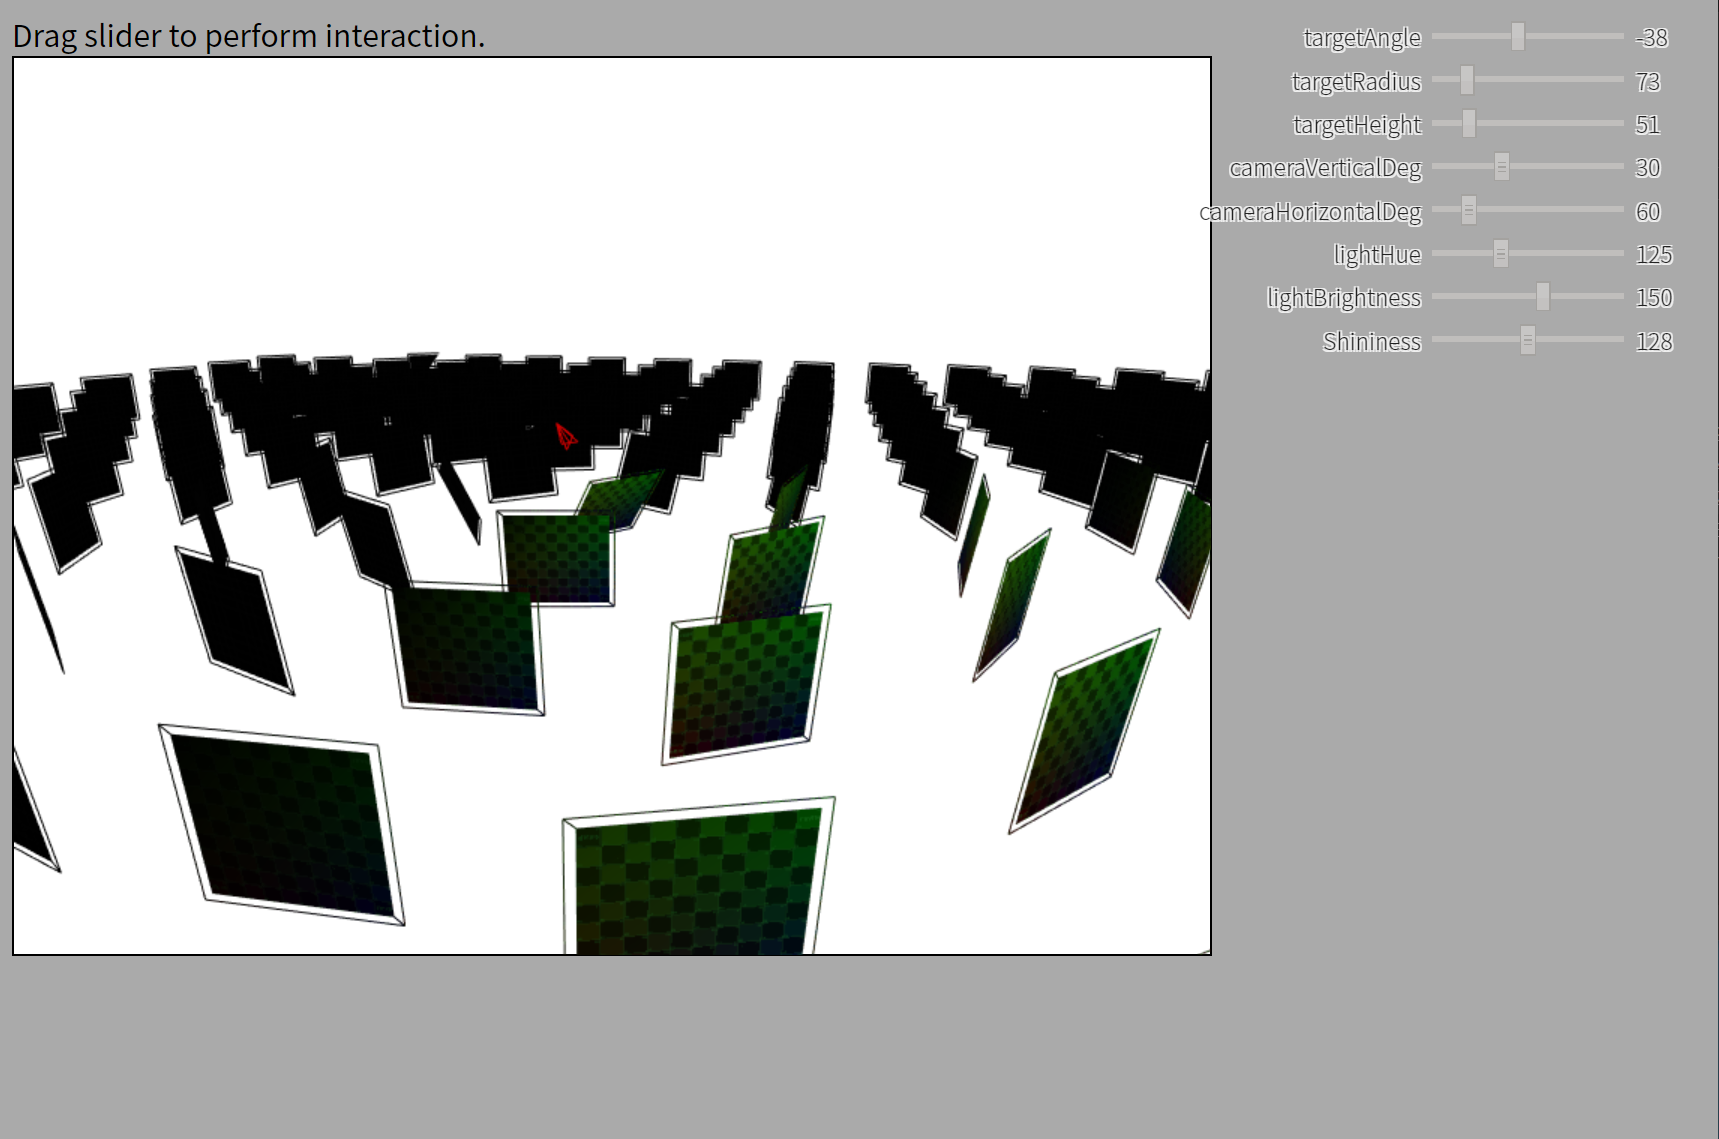 Drag slider to perform interaction.
targetAngle -38
targetRadius 73
targetHeight 51
cameraVerticalDeg 30
cameraHorizontalDeg 60
lightHue 125
lightBrightness 150
Shininess 128